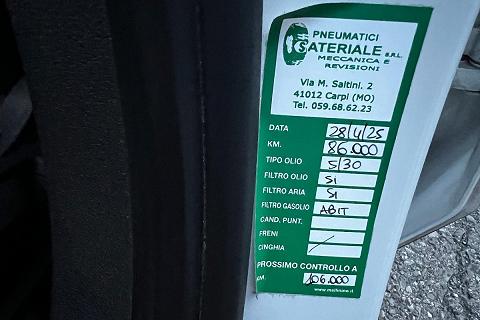 PNEUMATICI
SATERIALE S.R.L.
MECCANICA E
REVISIONI
Via M. Saltini, 2
41012 Carpi (MO)
Tel. 059.68.62.23
DATA 28/4/25
KM. 86.000
TIPO OLIO 5/30
FILTRO OLIO SI
FILTRO ARIA SI
FILTRO GASOLIO ABIT
CAND. PUNT.
FRENI
CINGHIA /
PROSSIMO CONTROLLO A
KM. 106.000